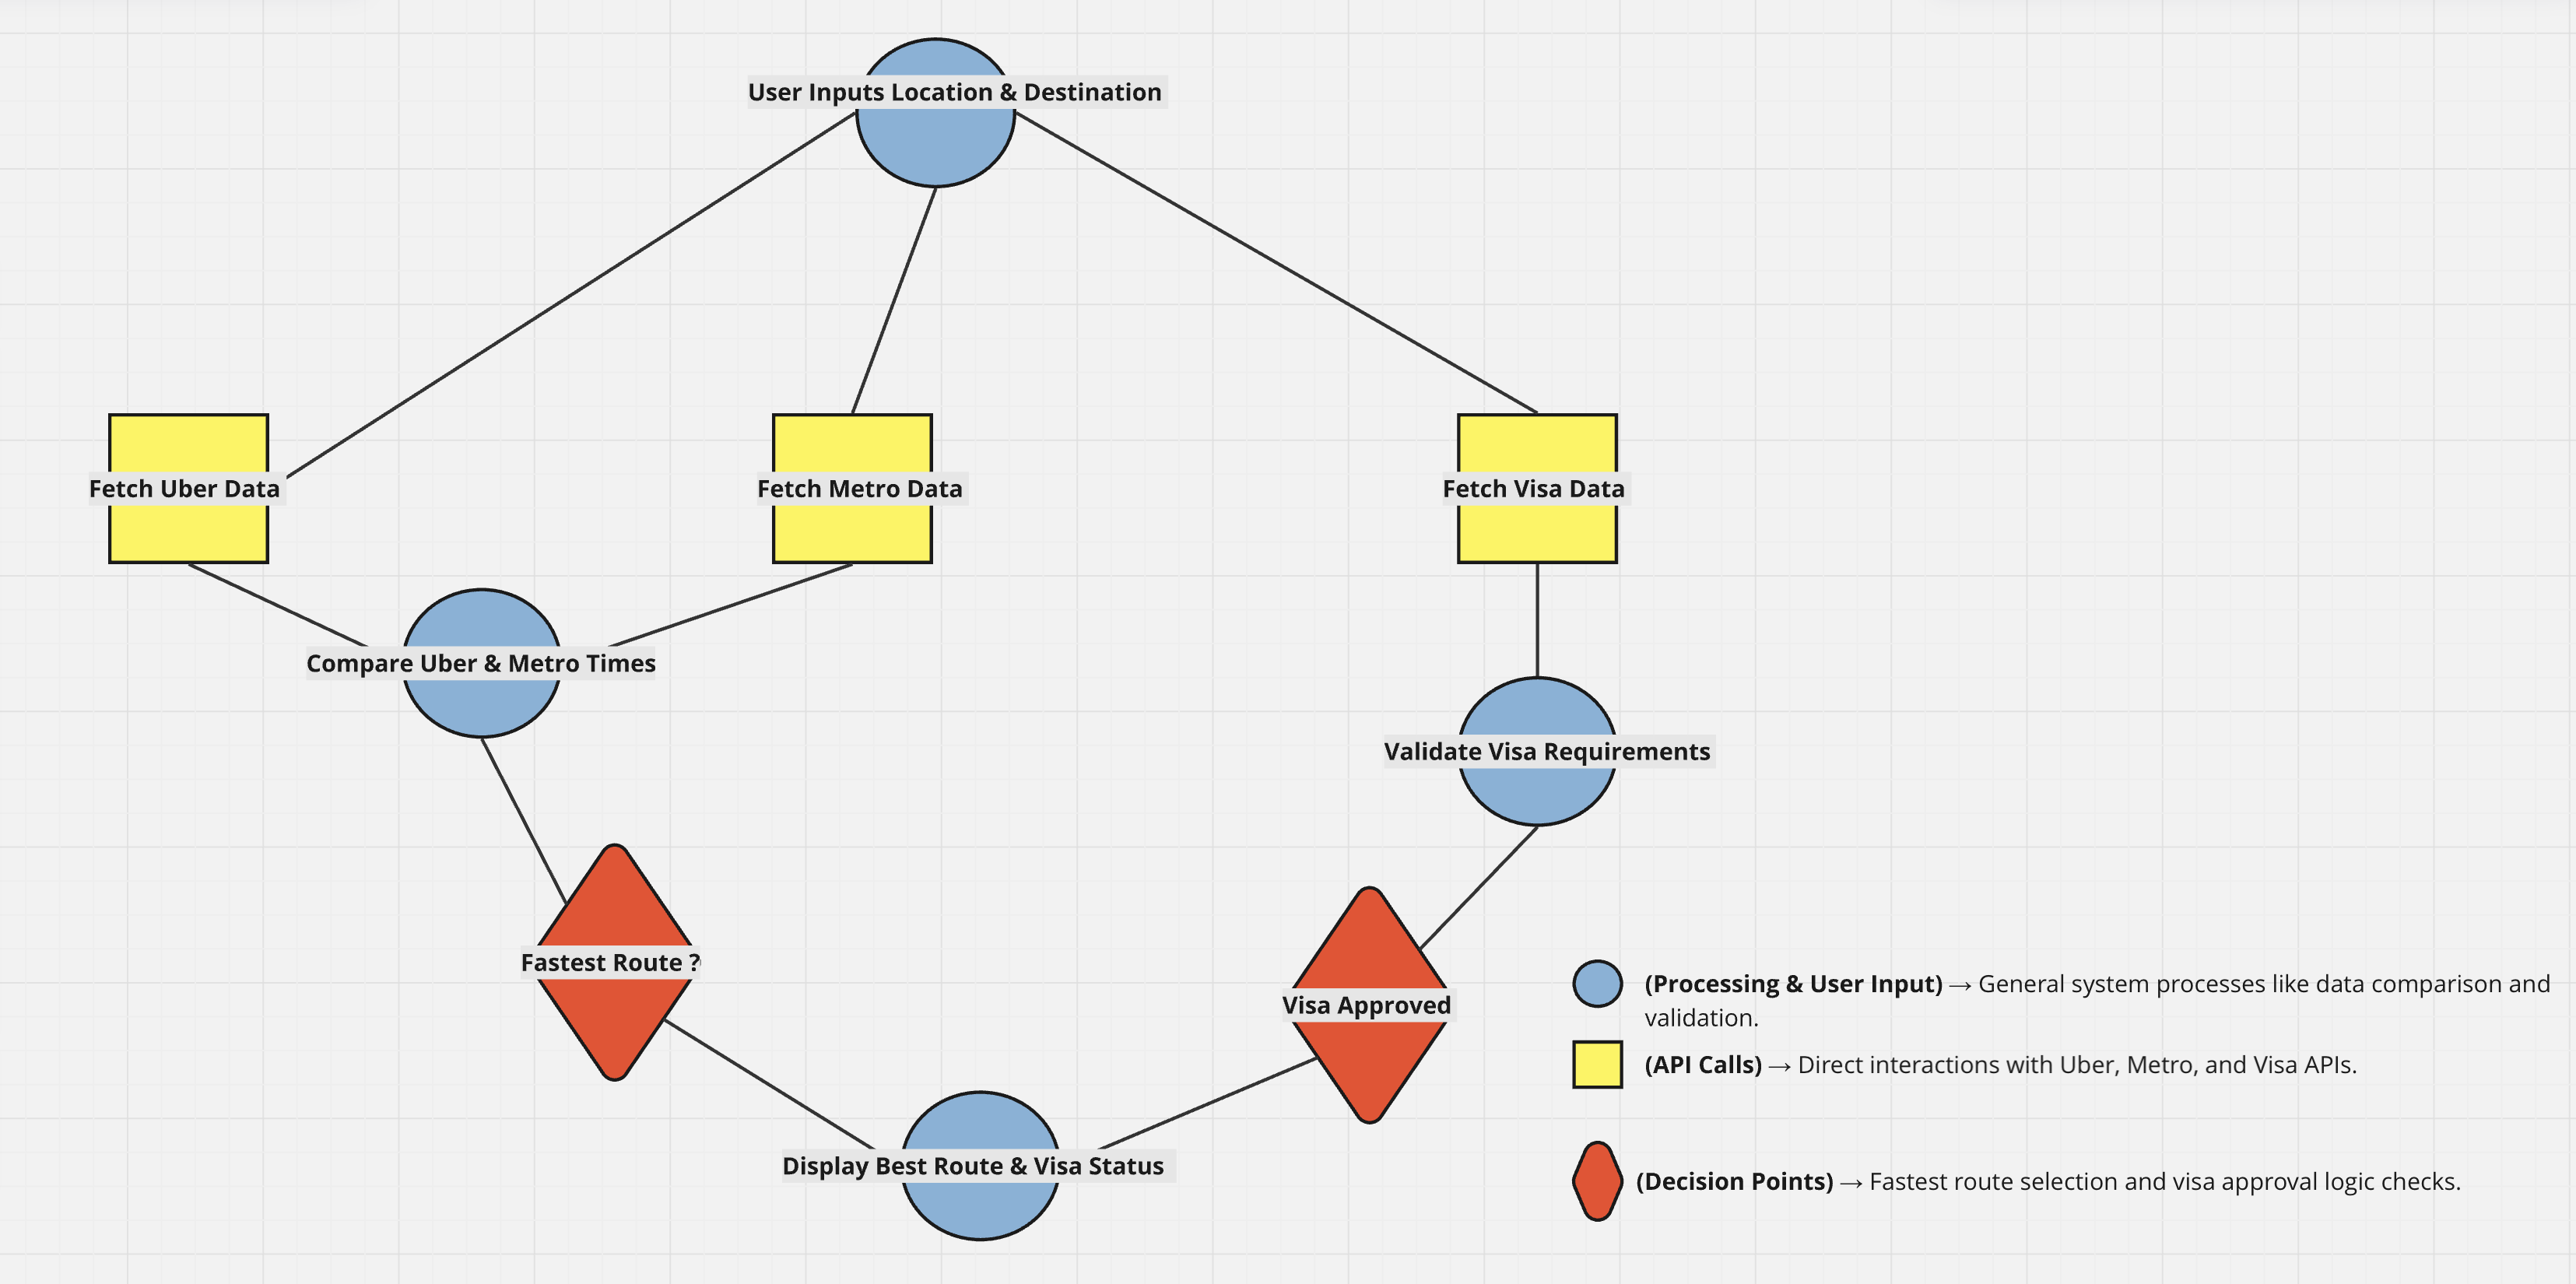 User Inputs Location & Destination
Fetch Uber Data
Fetch Metro Data
Fetch Visa Data
Compare Uber & Metro Times
Validate Visa Requirements
Fastest Route ?
Visa Approved
Display Best Route & Visa Status
(Processing & User Input) → General system processes like data comparison and
validation.
(API Calls) → Direct interactions with Uber, Metro, and Visa APIs.
(Decision Points) → Fastest route selection and visa approval logic checks.